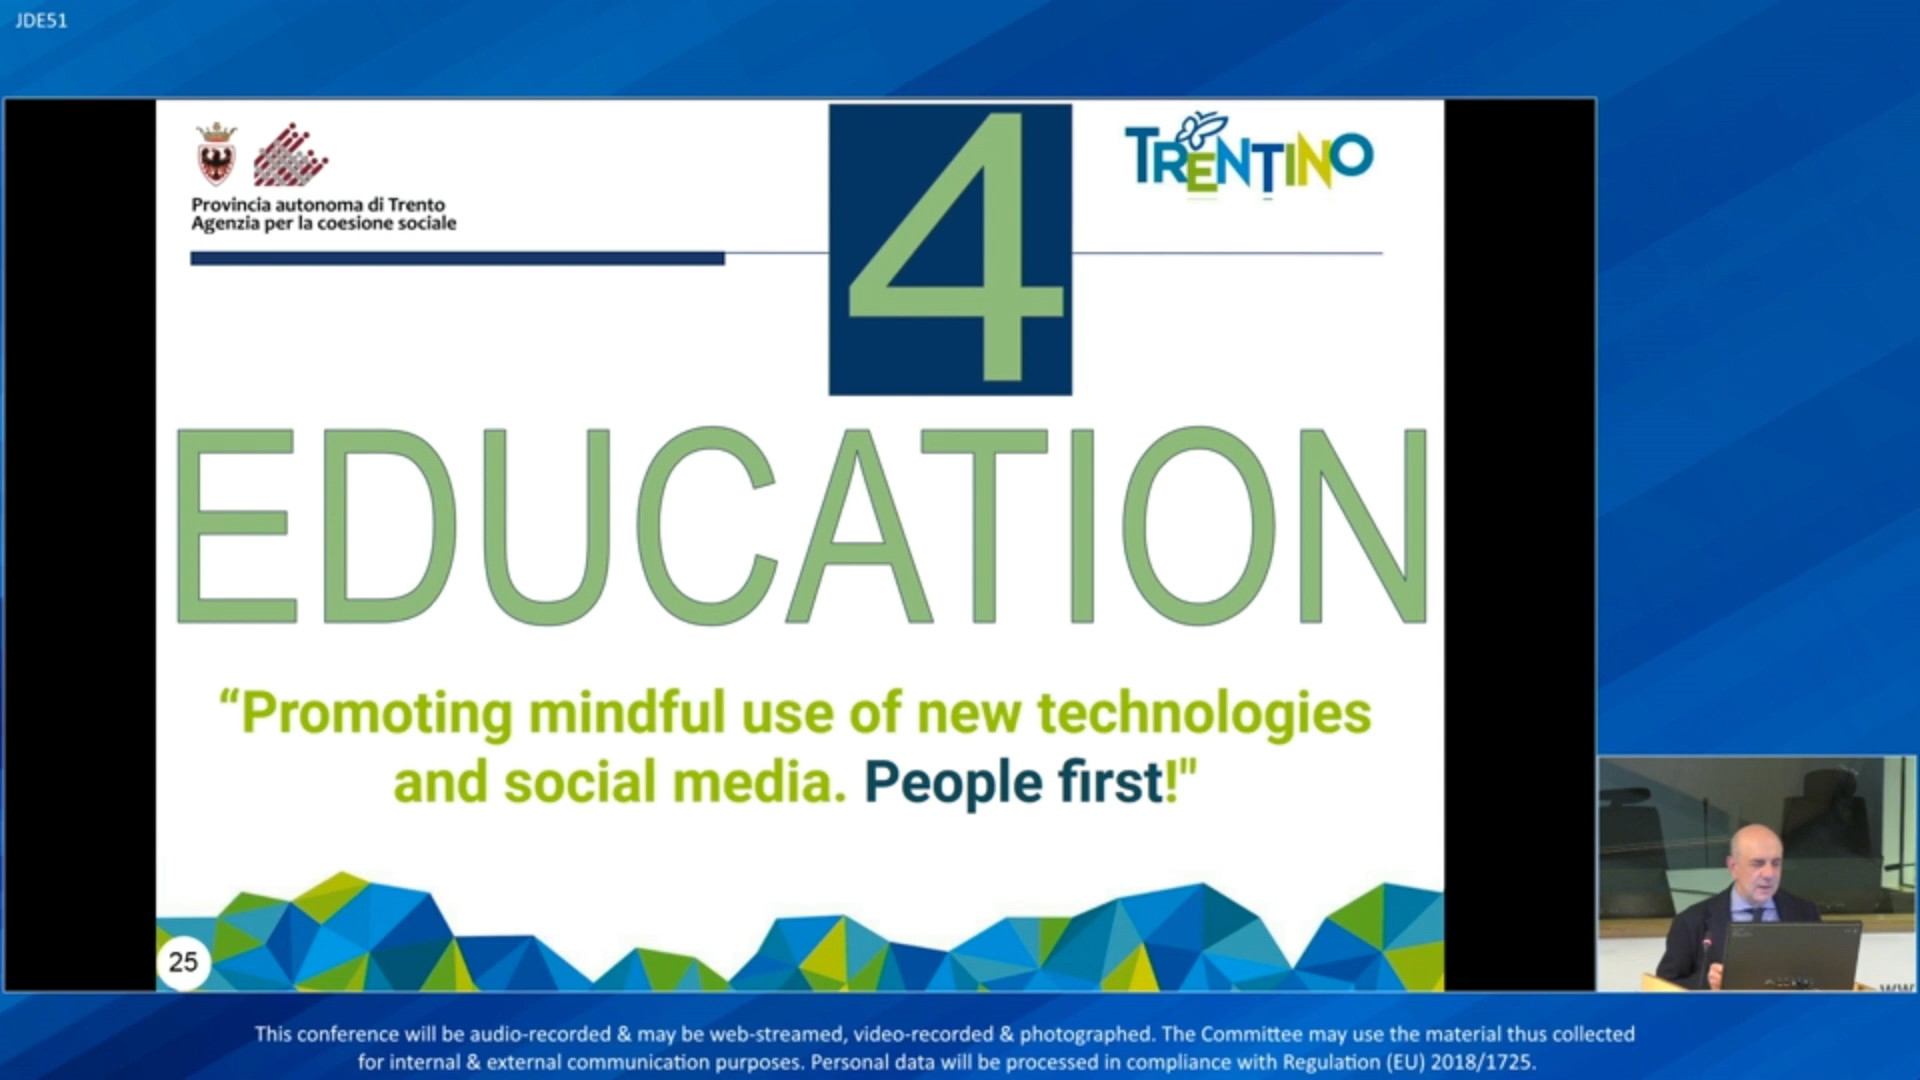 JDE51
Provincia autonoma di Trento
Agenzia per la coesione sociale
4
TRENTINO
EDUCATION
“Promoting mindful use of new technologies
and social media. People first!"
25
This conference will be audio-recorded & may be web-streamed, video-recorded & photographed. The Committee may use the material thus collected
for internal & external communication purposes. Personal data will be processed in compliance with Regulation (EU) 2018/1725.